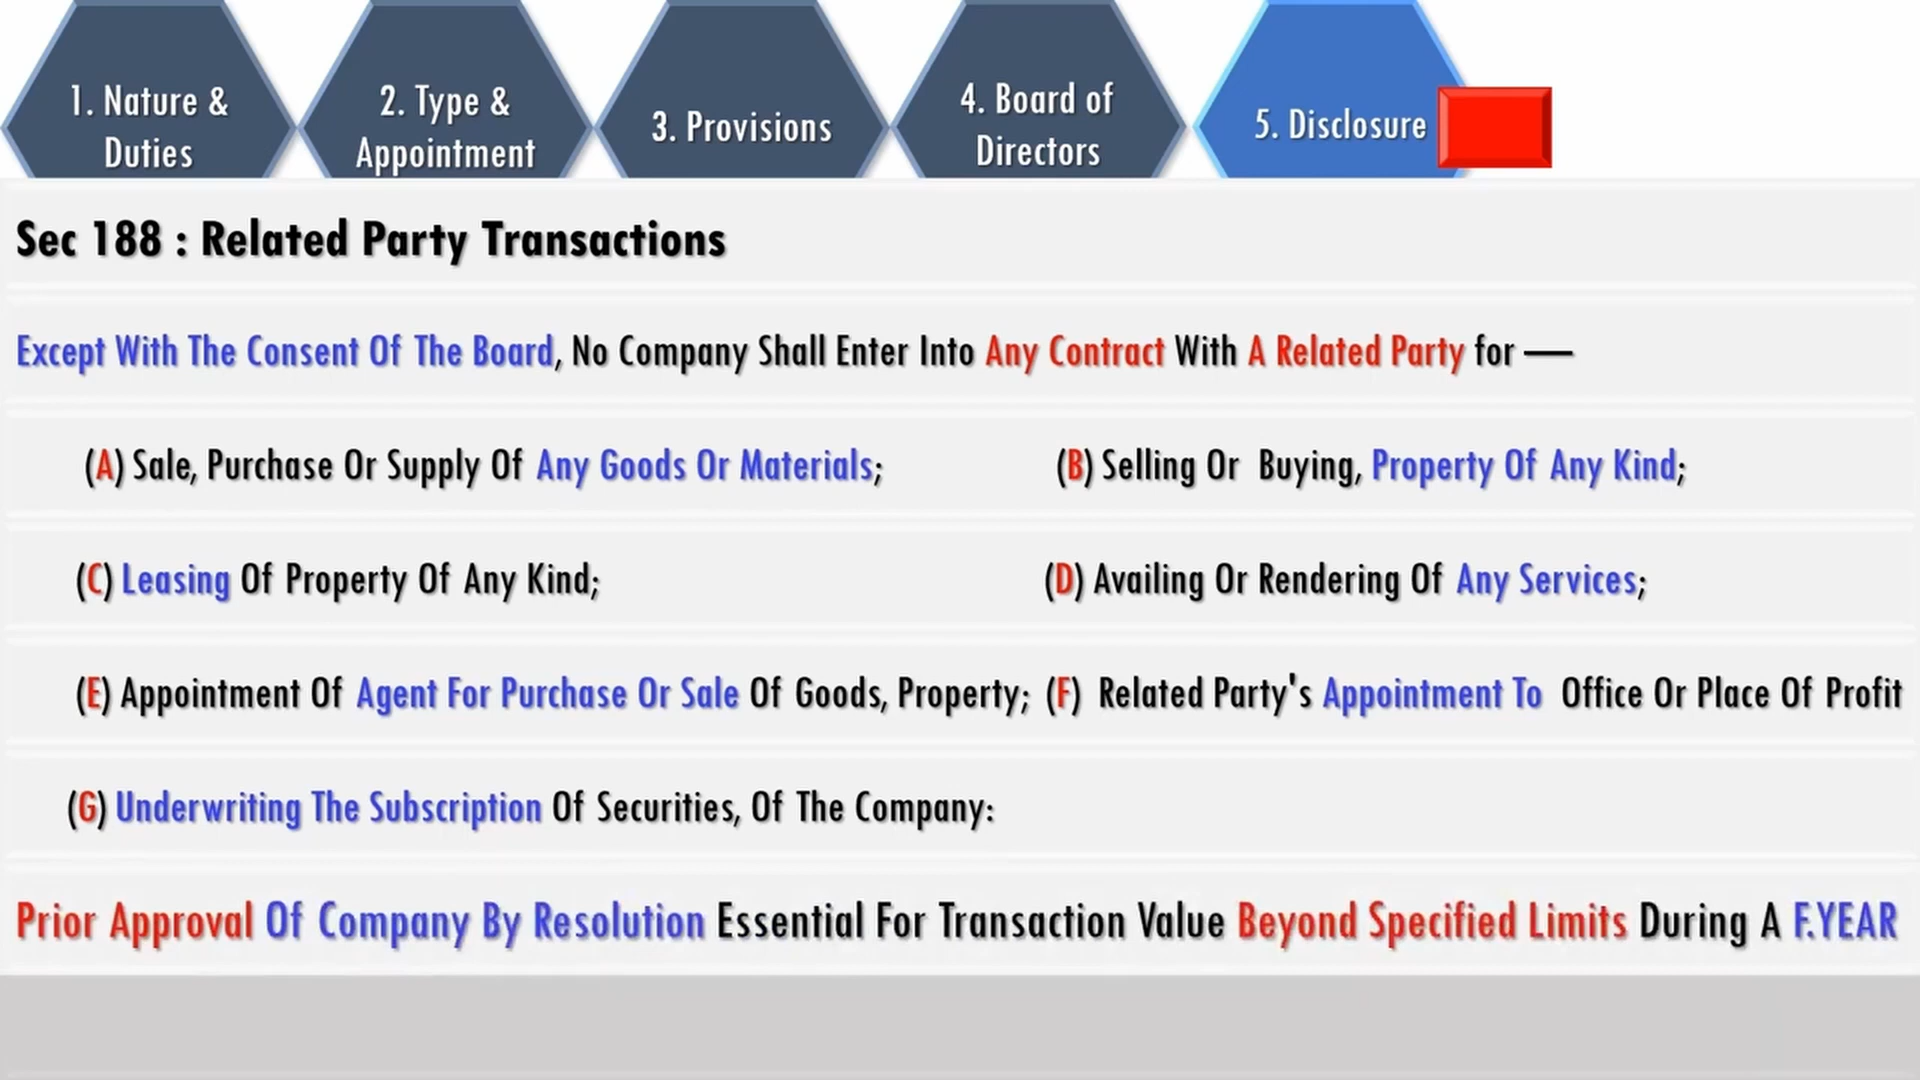 1. Nature &
Duties
2. Type &
Appointment
3. Provisions
4. Board of
Directors
5. Disclosure
Sec 188 : Related Party Transactions
Except With The Consent Of The Board, No Company Shall Enter Into Any Contract With A Related Party for —
(A) Sale, Purchase Or Supply Of Any Goods Or Materials;
(B) Selling Or Buying, Property Of Any Kind;
(C) Leasing Of Property Of Any Kind;
(D) Availing Or Rendering Of Any Services;
(E) Appointment Of Agent For Purchase Or Sale Of Goods, Property;
(F) Related Party's Appointment To Office Or Place Of Profit
(G) Underwriting The Subscription Of Securities, Of The Company:
Prior Approval Of Company By Resolution Essential For Transaction Value Beyond Specified Limits During A F.YEAR